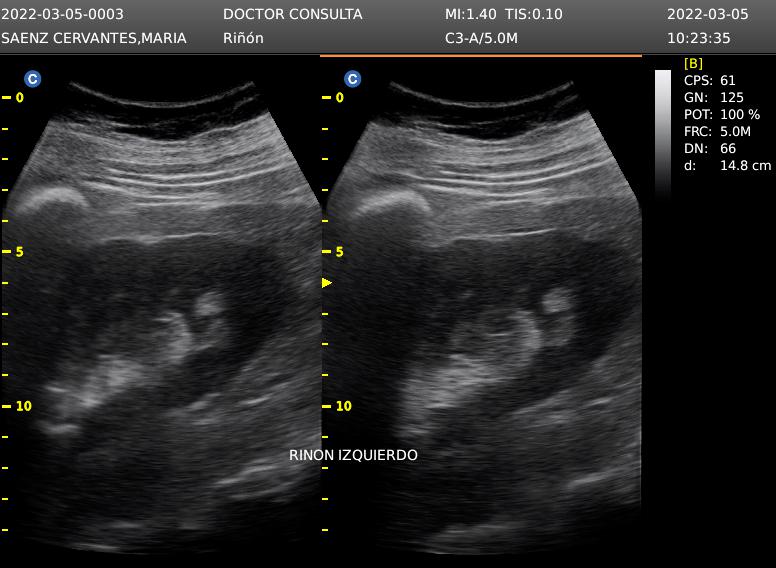 2022-03-05-0003 DOCTOR CONSULTA MI:1.40 TIS:0.10 2022-03-05
SAENZ CERVANTES,MARIA Riñón C3-A/5.0M 10:23:35
C C
[B]
CPS: 61
GN: 125
POT: 100 %
FRC: 5.0M
DN: 66
d: 14.8 cm
0 0
5 5
10 10
RINON IZQUIERDO